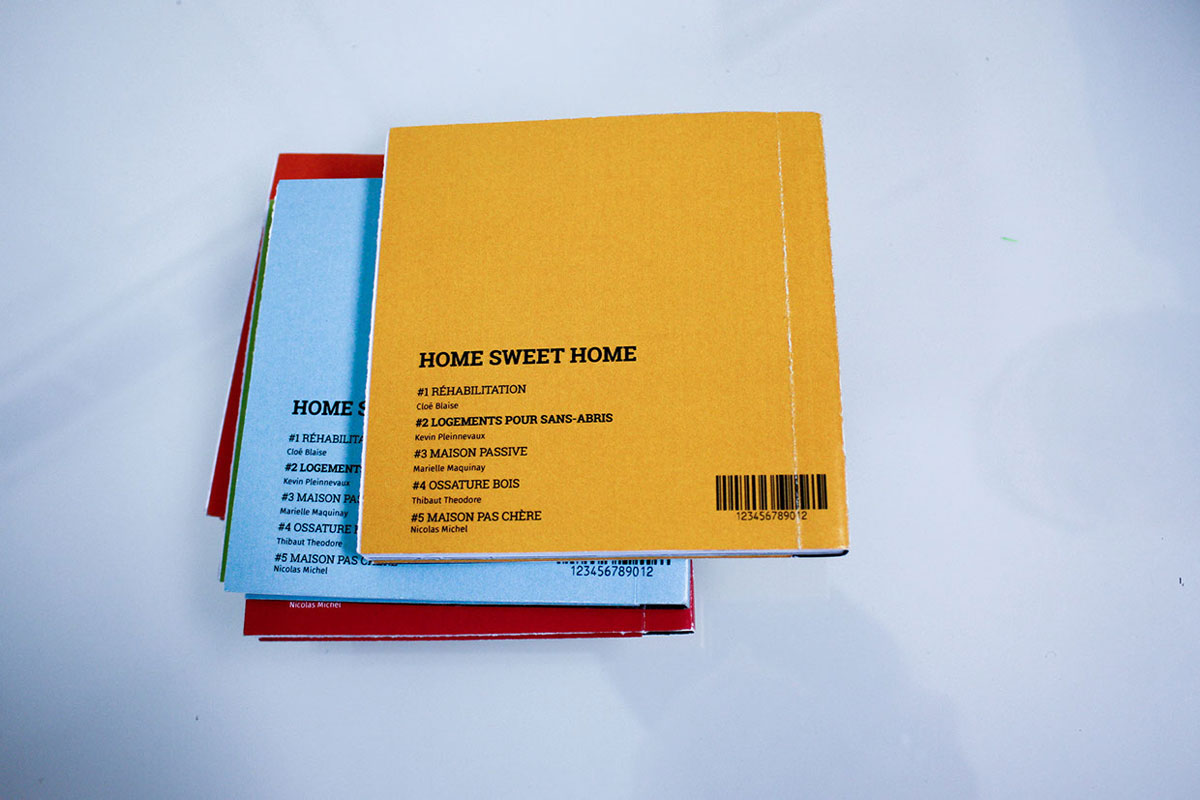 HOME SWEET HOME
#1 RÉHABILITATION
Cloé Blaise
#2 LOGEMENTS POUR SANS-ABRIS
Kevin Pleinnevaux
#3 MAISON PASSIVE
Marielle Maquinay
#4 OSSATURE BOIS
Thibaut Theodore
#5 MAISON PAS CHÈRE
Nicolas Michel
123456789012
HOME
#1 RÉHABILITA
Cloé Blaise
#2 LOGEMENTS
Kevin Pleinnevaux
#3 MAISON PAS
Marielle Maquinay
#4 OSSATURE
Thibaut Theodore
#5 MAISON PAS
Nicolas Michel
123456789012
Nicolas Michel